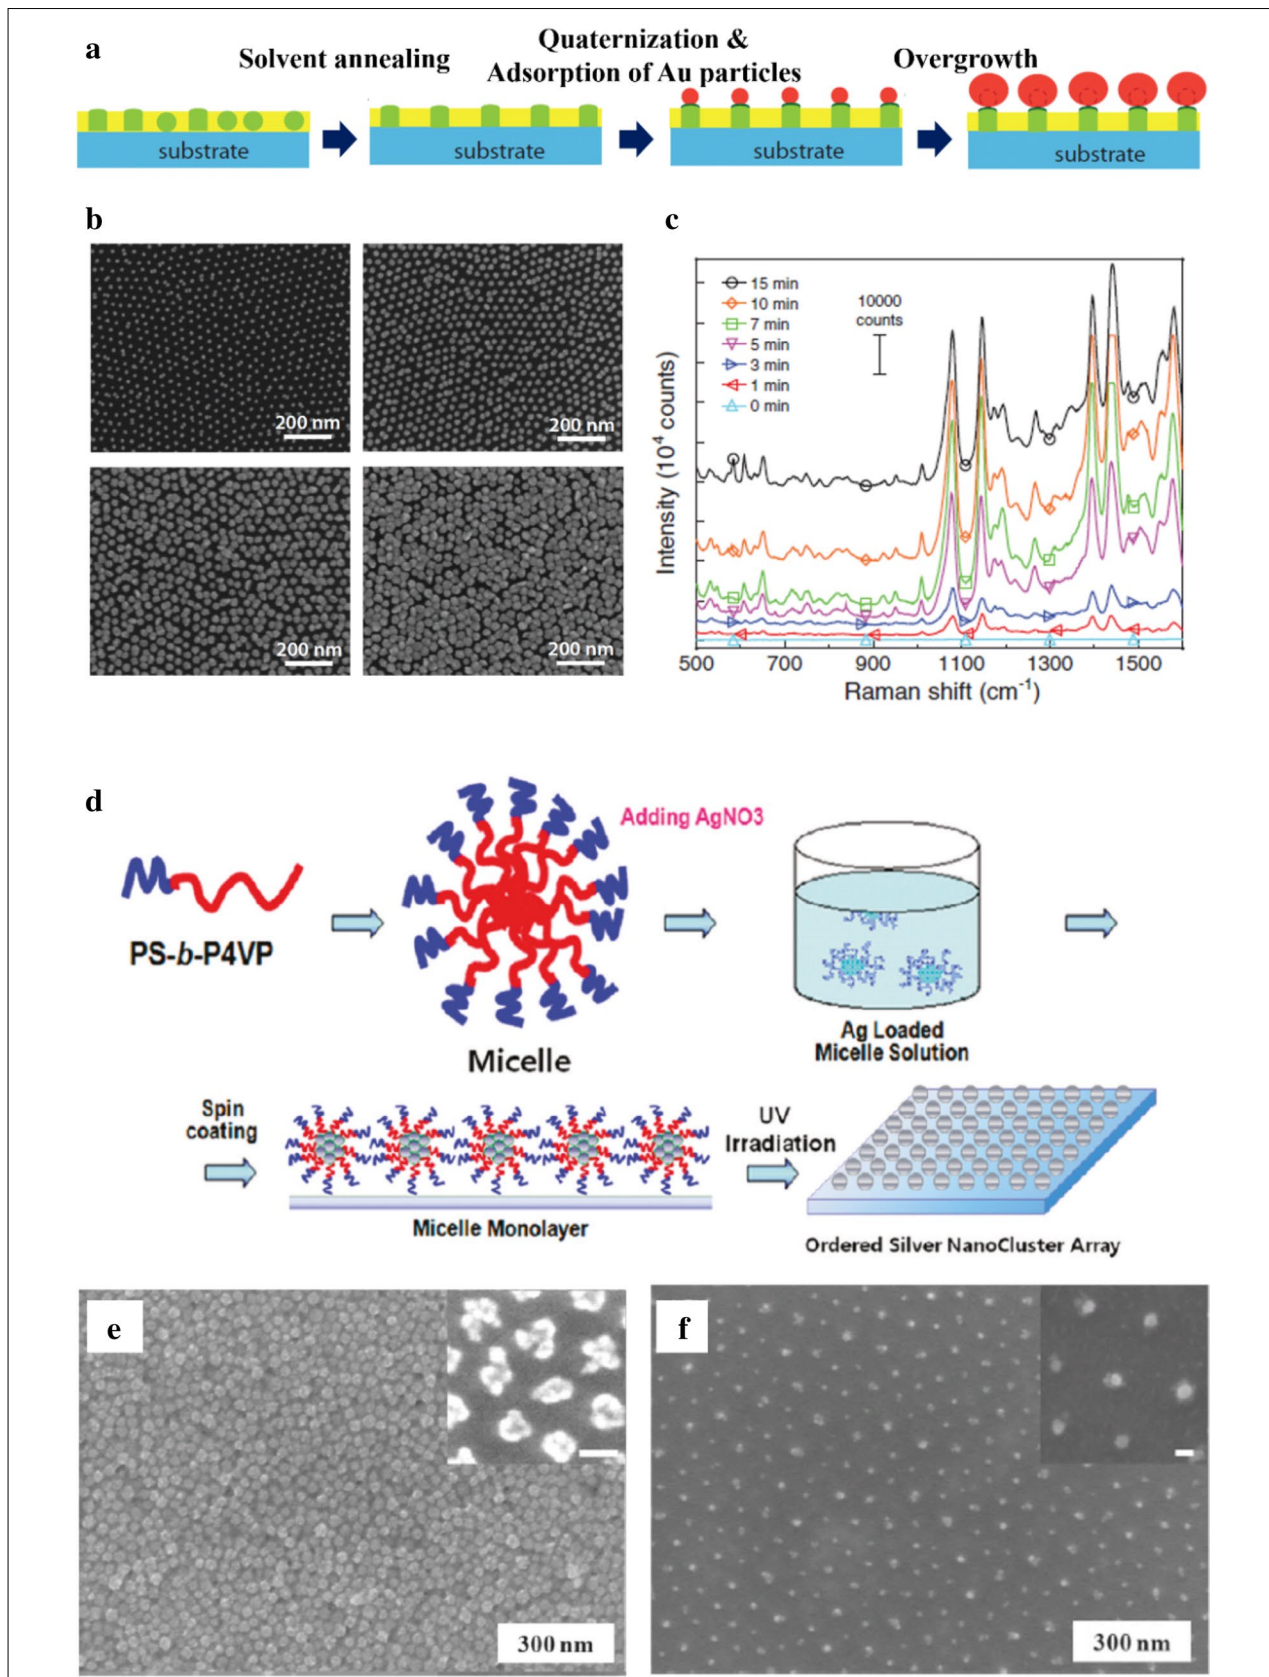 a
Solvent annealing
Quaternization &
Adsorption of Au particles
Overgrowth
substrate
substrate
substrate
substrate
b
200 nm
200 nm
200 nm
200 nm
c
15 min
10 min
7 min
5 min
3 min
1 min
0 min
10000
counts
Intensity (10⁴ counts)
500
700
900
1100
1300
1500
Raman shift (cm⁻¹)
d
PS-b-P4VP
Micelle
Adding AgNO3
Ag Loaded
Micelle Solution
Spin
coating
Micelle Monolayer
UV
Irradiation
Ordered Silver NanoCluster Array
e
300 nm
f
300 nm